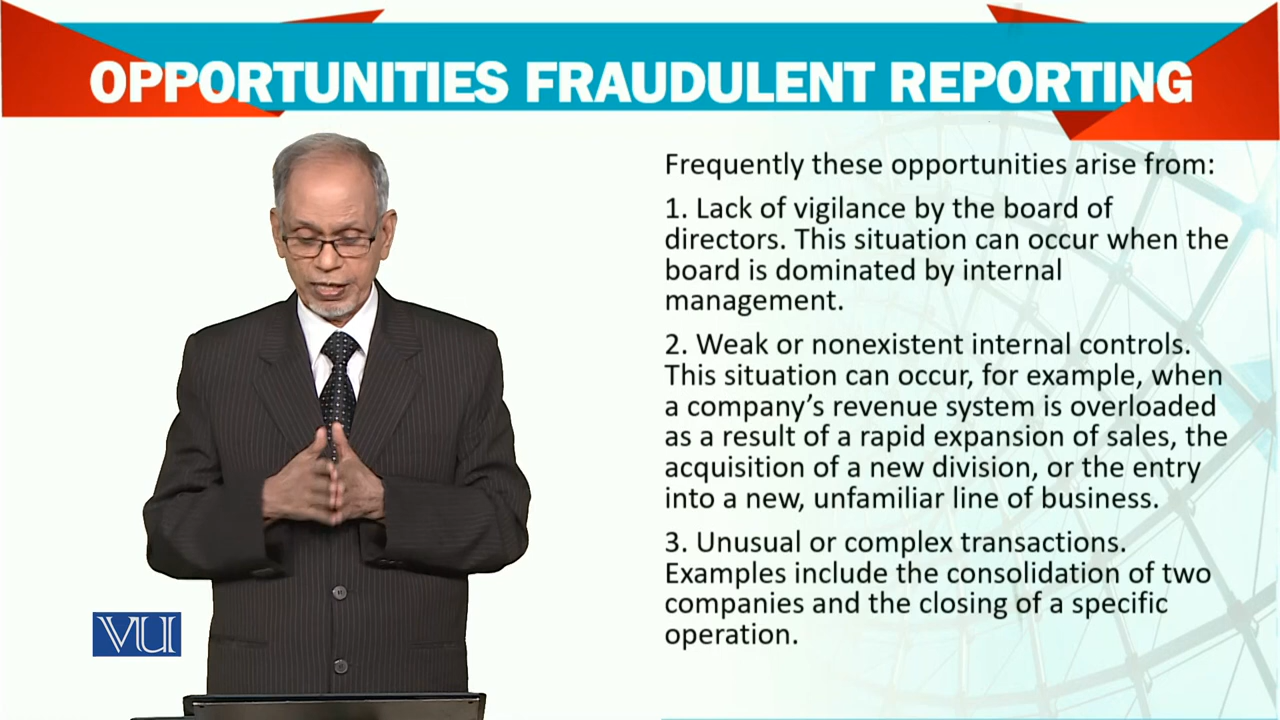 OPPORTUNITIES FRAUDULENT REPORTING
Frequently these opportunities arise from:
1. Lack of vigilance by the board of
directors. This situation can occur when the
board is dominated by internal
management.
2. Weak or nonexistent internal controls.
This situation can occur, for example, when
a company’s revenue system is overloaded
as a result of a rapid expansion of sales, the
acquisition of a new division, or the entry
into a new, unfamiliar line of business.
3. Unusual or complex transactions.
Examples include the consolidation of two
companies and the closing of a specific
operation.
VU